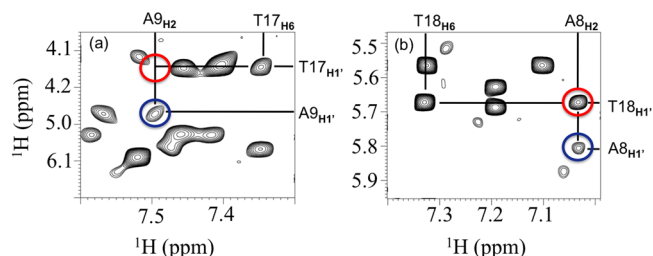 A9H2 T17H6
(a)
4.1
4.2
5.0
6.1
T17H1'
A9H1'
7.5 7.4
¹H (ppm)
¹H (ppm)
T18H6 A8H2
(b)
5.5
5.6
5.7
5.8
5.9
T18H1'
A8H1'
7.3 7.2 7.1
¹H (ppm)